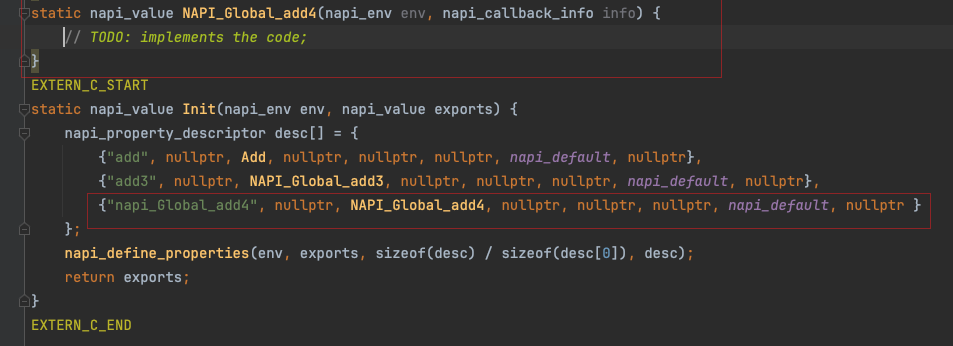 static napi_value NAPI_Global_add4(napi_env env, napi_callback_info info) {
    // TODO: implements the code;
}
EXTERN_C_START
static napi_value Init(napi_env env, napi_value exports) {
    napi_property_descriptor desc[] = {
        {"add", nullptr, Add, nullptr, nullptr, nullptr, napi_default, nullptr},
        {"add3", nullptr, NAPI_Global_add3, nullptr, nullptr, nullptr, napi_default, nullptr},
        {"napi_Global_add4", nullptr, NAPI_Global_add4, nullptr, nullptr, nullptr, napi_default, nullptr }
    };
    napi_define_properties(env, exports, sizeof(desc) / sizeof(desc[0]), desc);
    return exports;
}
EXTERN_C_END